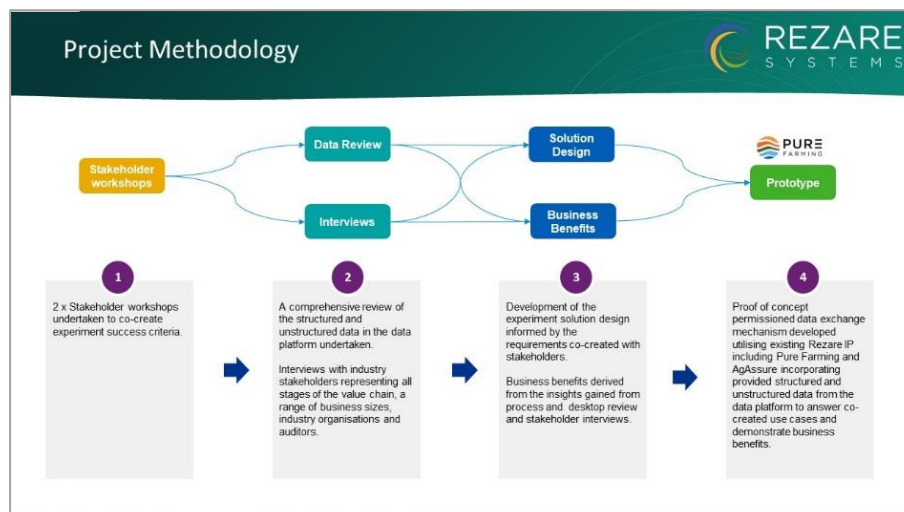 Project Methodology
REZARE
SYSTEMS
Data Review
Solution
Design
PURE
FARMING
Stakeholder
workshops
Prototype
Interviews
Business
Benefits
1
2 x Stakeholder workshops
undertaken to co-create
experiment success criteria.
2
A comprehensive review of
the structured and
unstructured data in the data
platform undertaken.
Interviews with industry
stakeholders representing all
stages of the value chain, a
range of business sizes,
industry organisations and
auditors.
3
Development of the
experiment solution design
informed by the
requirements co-created with
stakeholders.
Business benefits derived
from the insights gained from
process and desktop review
and stakeholder interviews.
4
Proof of concept
permissioned data exchange
mechanism developed
utilising existing Rezare IP
including Pure Farming and
AgAssure incorporating
provided structured and
unstructured data from the
data platform to answer co-
created use cases and
demonstrate business
benefits.